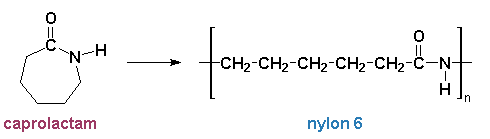 O
C
N-H
caprolactam
[-CH₂-CH₂-CH₂-CH₂-CH₂-C-N-]n
O
H
nylon 6